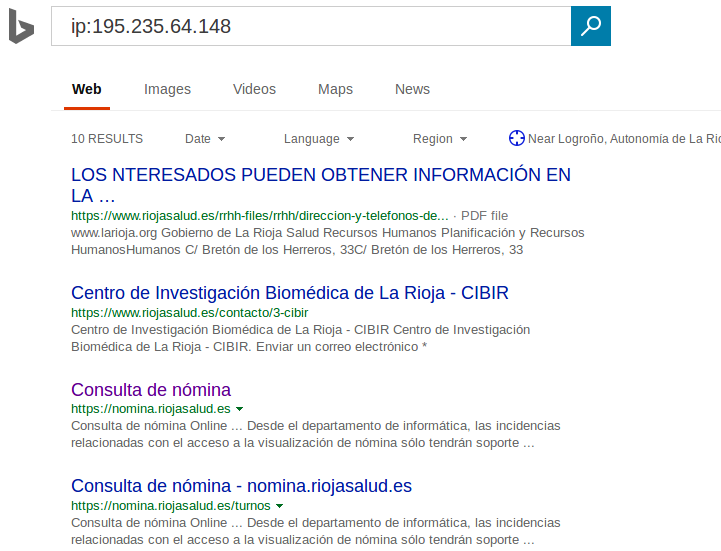 ip:195.235.64.148
Web Images Videos Maps News
10 RESULTS Date Language Region Near Logroño, Autonomía de La Rio
LOS NTERESADOS PUEDEN OBTENER INFORMACIÓN EN
LA ...
https://www.riojasalud.es/rrhh-files/rrhh/direccion-y-telefonos-de... · PDF file
www.larioja.org Gobierno de La Rioja Salud Recursos Humanos Planificación y Recursos
HumanosHumanos C/ Bretón de los Herreros, 33C/ Bretón de los Herreros, 33
Centro de Investigación Biomédica de La Rioja - CIBIR
https://www.riojasalud.es/contacto/3-cibir
Centro de Investigación Biomédica de La Rioja - CIBIR Centro de Investigación
Biomédica de La Rioja - CIBIR. Enviar un correo electrónico *
Consulta de nómina
https://nomina.riojasalud.es
Consulta de nómina Online ... Desde el departamento de informática, las incidencias
relacionadas con el acceso a la visualización de nómina sólo tendrán soporte ...
Consulta de nómina - nomina.riojasalud.es
https://nomina.riojasalud.es/turnos
Consulta de nómina Online ... Desde el departamento de informática, las incidencias
relacionadas con el acceso a la visualización de nómina sólo tendrán soporte ...